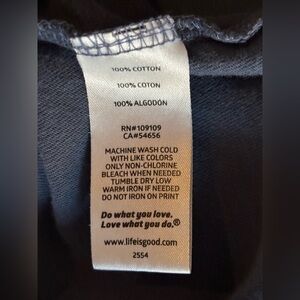 100% COTTON
100% COTON
100% ALGODÓN
RN#109109
CA#54656
MACHINE WASH COLD
WITH LIKE COLORS
ONLY NON-CHLORINE
BLEACH WHEN NEEDED
TUMBLE DRY LOW
WARM IRON IF NEEDED
DO NOT IRON ON PRINT
Do what you love.
Love what you do.®
www.lifeisgood.com
2554